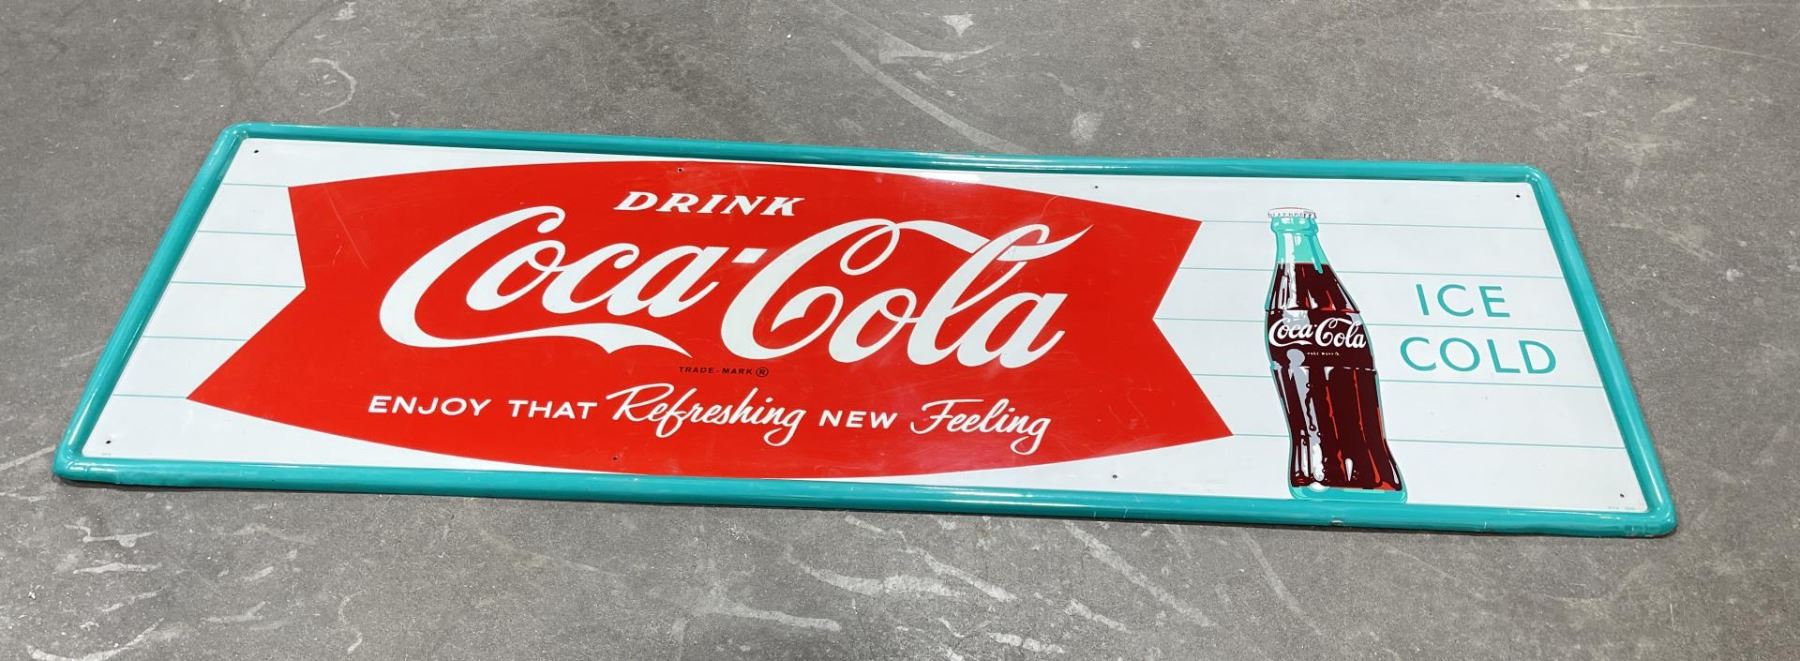 DRINK
Coca-Cola
TRADE-MARK ®
ENJOY THAT Refreshing NEW Feeling
Coca-Cola
ICE
COLD